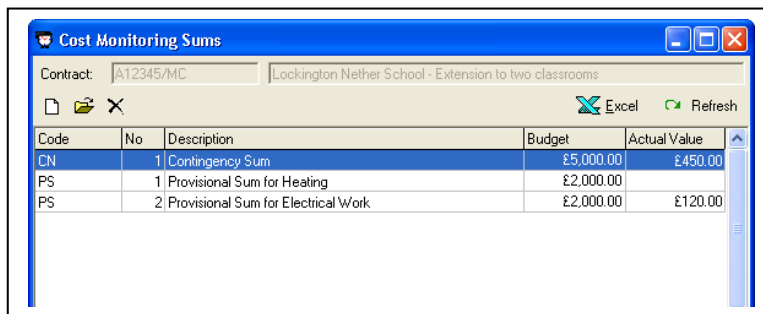 Cost Monitoring Sums
Contract: A12345/MC Lockington Nether School - Extension to two classrooms
Excel Refresh
Code No Description Budget Actual Value
CN 1 Contingency Sum £5,000.00 £450.00
PS 1 Provisional Sum for Heating £2,000.00
PS 2 Provisional Sum for Electrical Work £2,000.00 £120.00